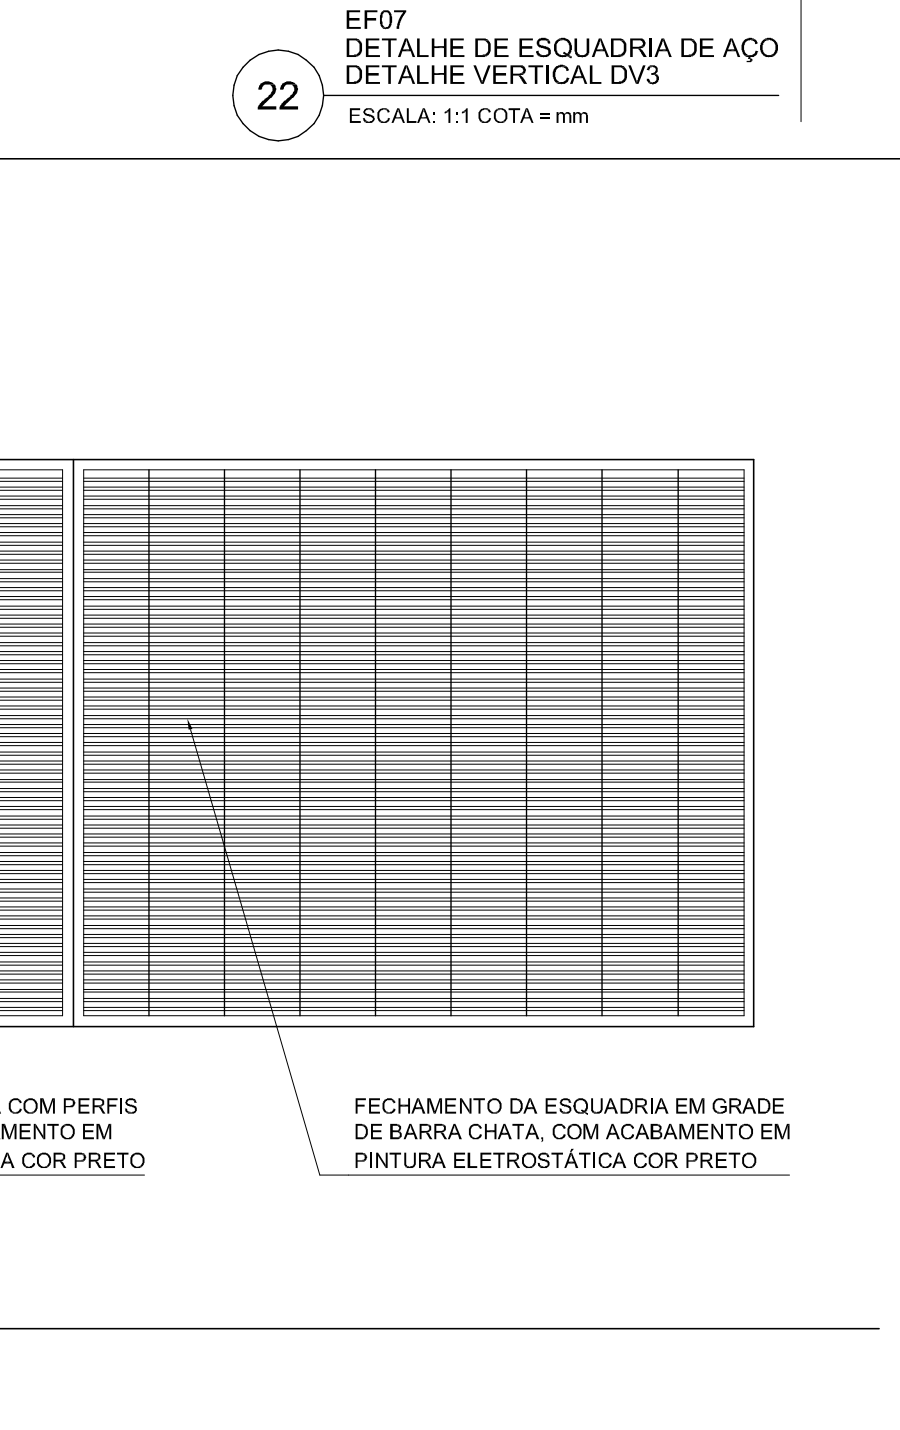 EF07
DETALHE DE ESQUADRIA DE AÇO
DETALHE VERTICAL DV3
22
ESCALA: 1:1 COTA = mm
COM PERFIS
MENTO EM
A COR PRETO
FECHAMENTO DA ESQUADRIA EM GRADE
DE BARRA CHATA, COM ACABAMENTO EM
PINTURA ELETROSTÁTICA COR PRETO